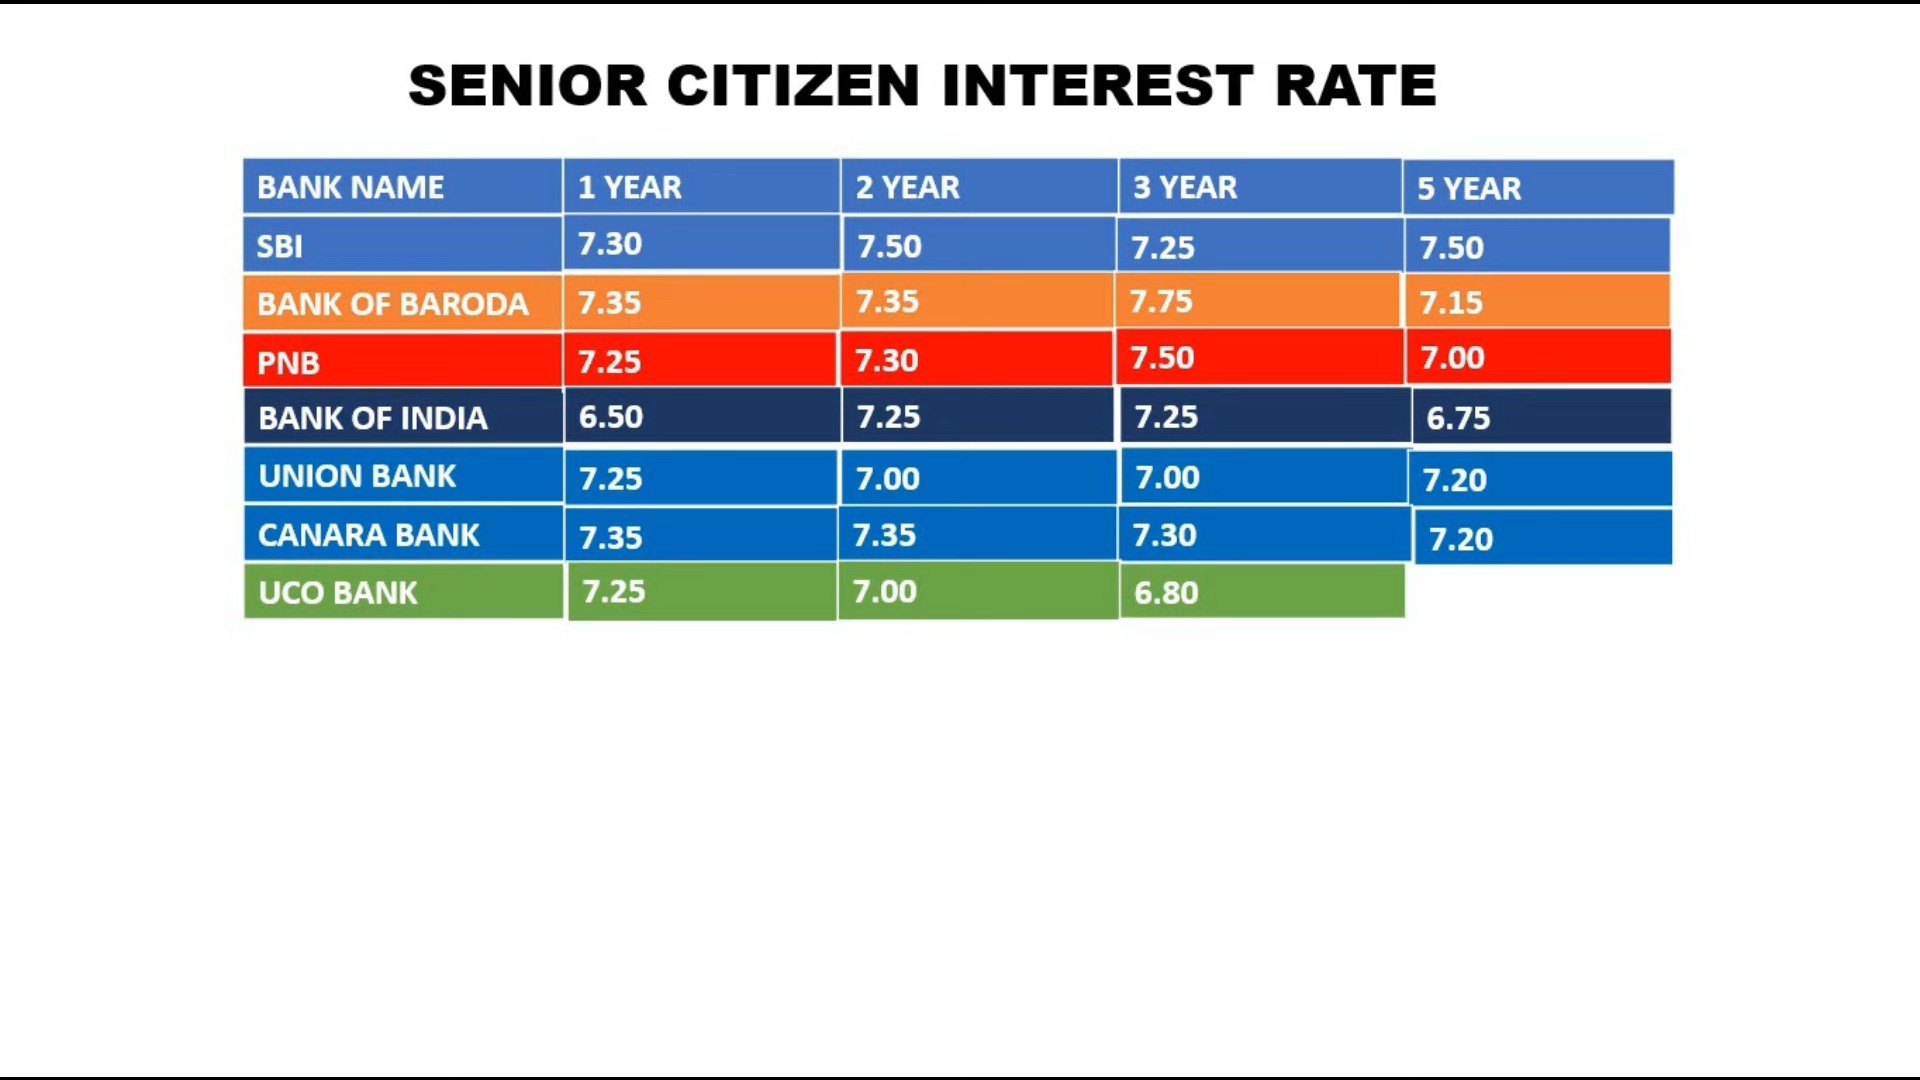 SENIOR CITIZEN INTEREST RATE
BANK NAME 1 YEAR 2 YEAR 3 YEAR 5 YEAR
SBI 7.30 7.50 7.25 7.50
BANK OF BARODA 7.35 7.35 7.75 7.15
PNB 7.25 7.30 7.50 7.00
BANK OF INDIA 6.50 7.25 7.25 6.75
UNION BANK 7.25 7.00 7.00 7.20
CANARA BANK 7.35 7.35 7.30 7.20
UCO BANK 7.25 7.00 6.80